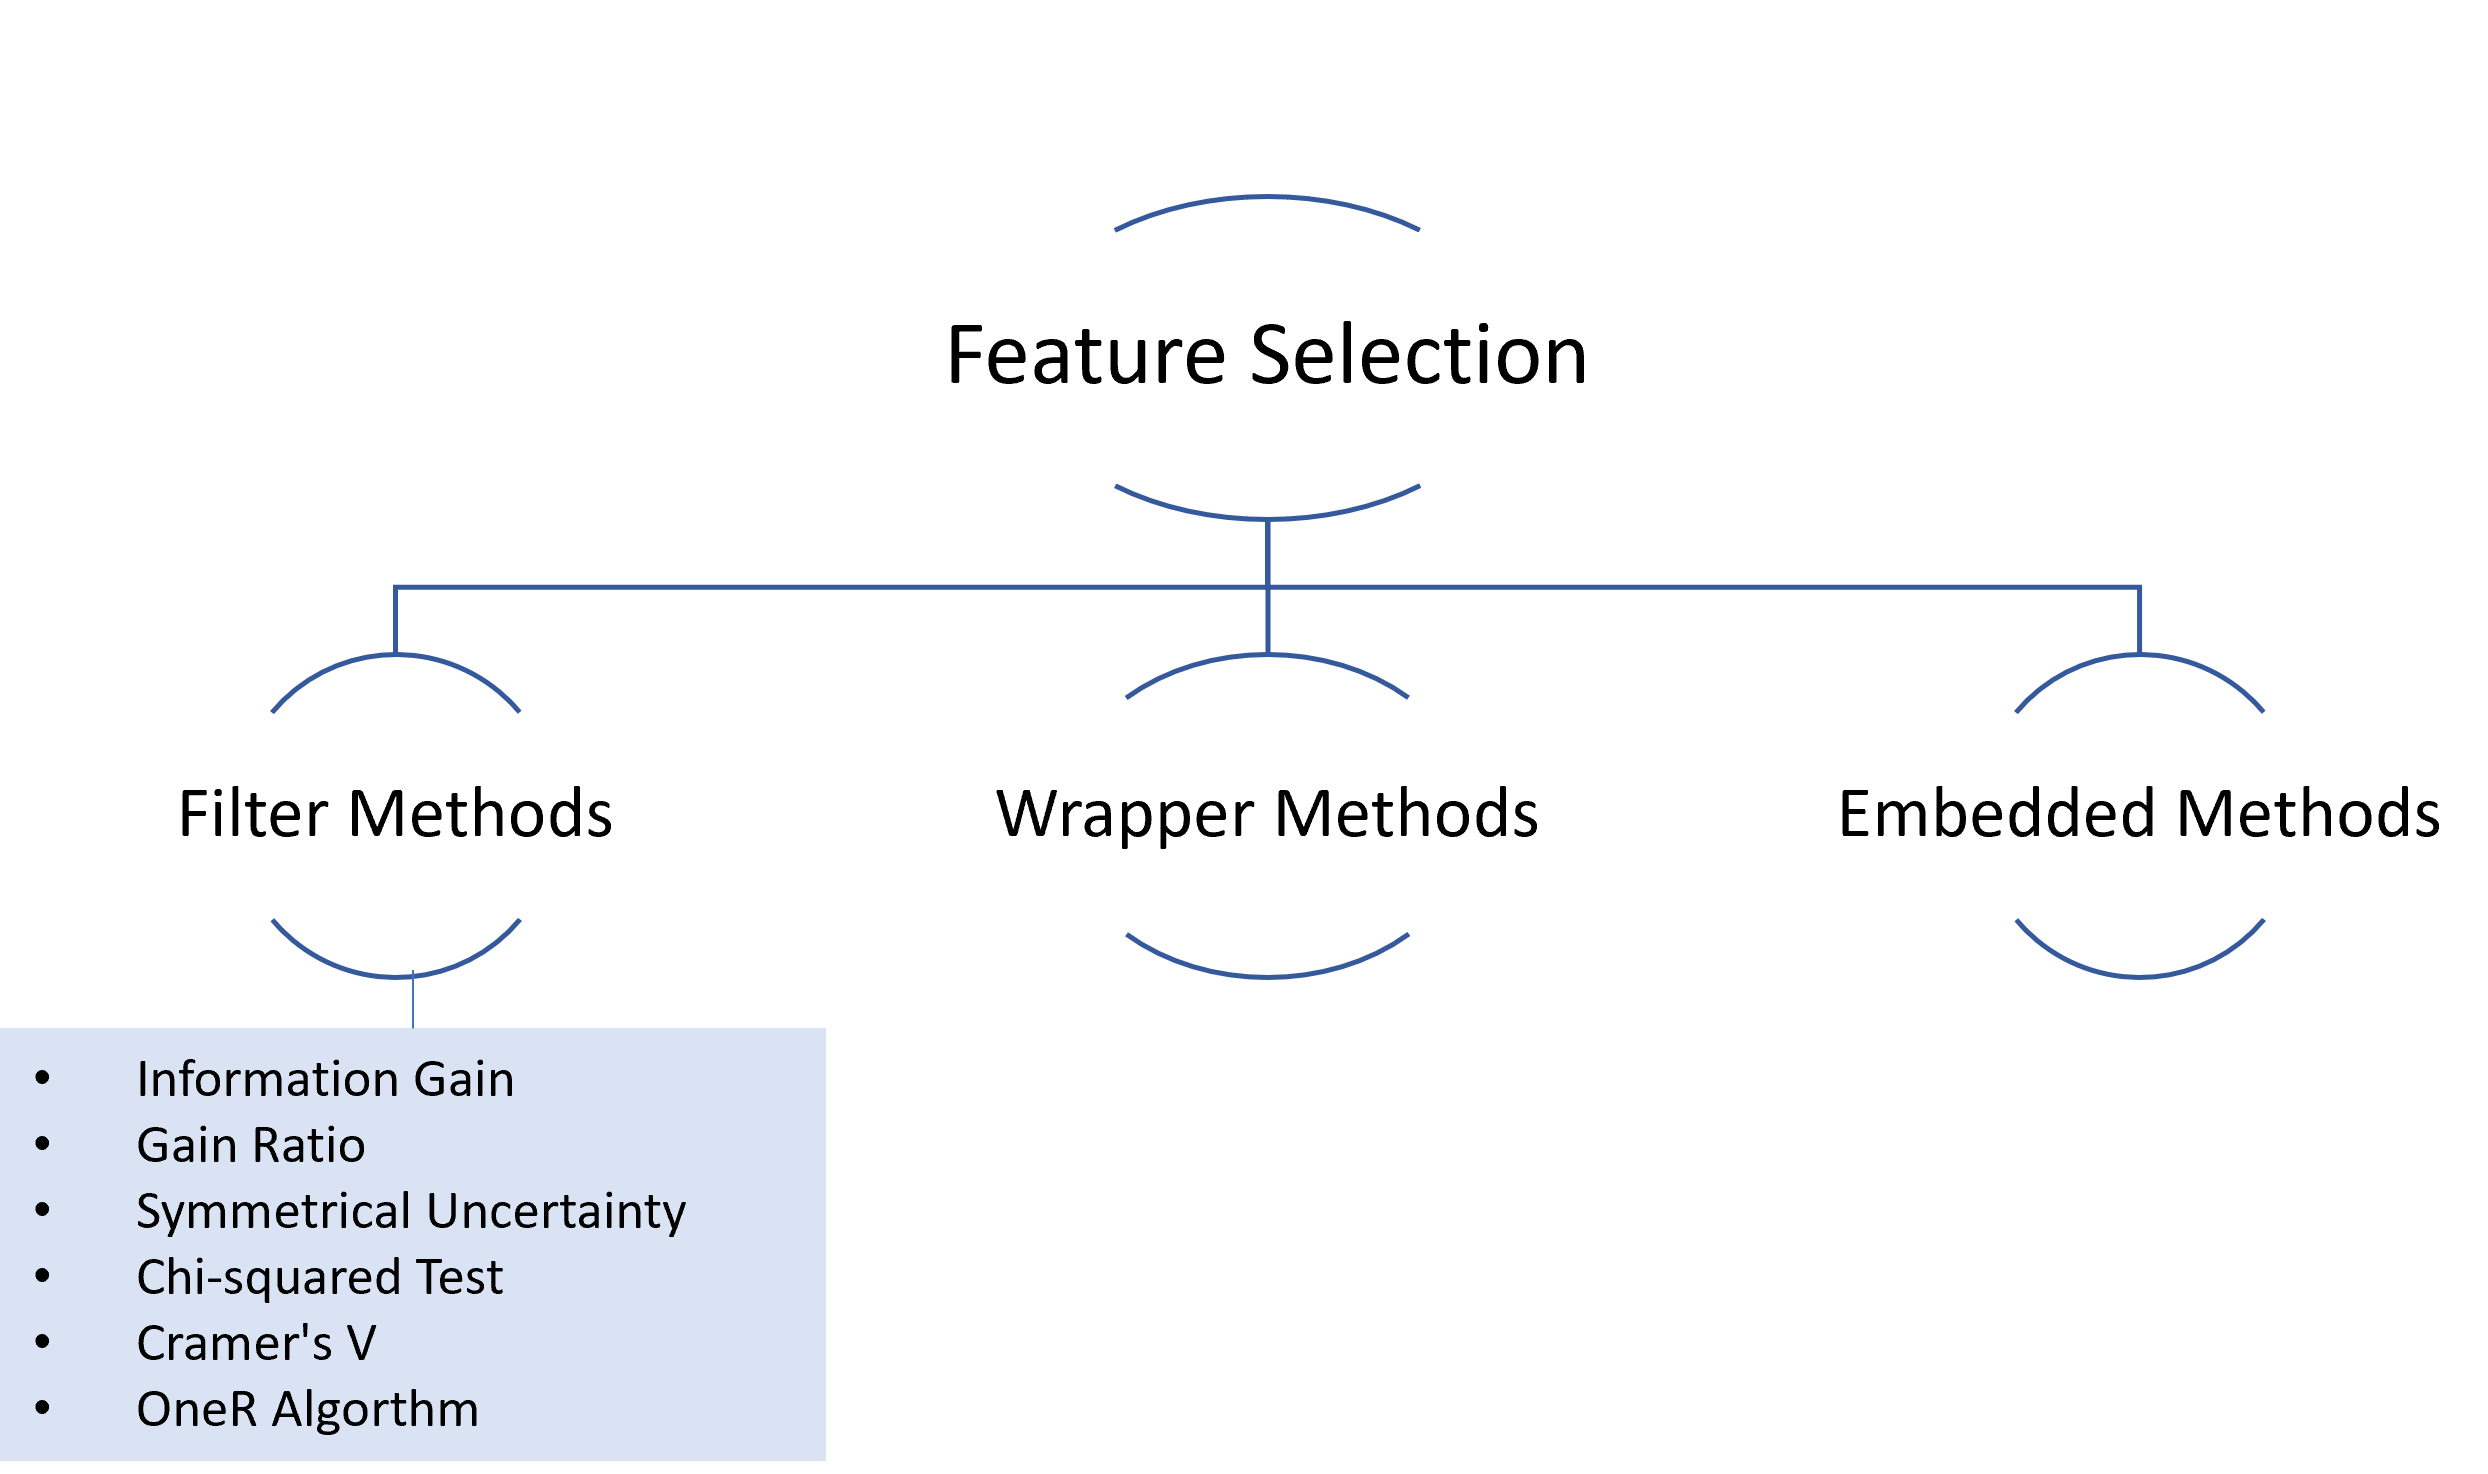 Feature Selection
Filter Methods
Wrapper Methods
Embedded Methods
• Information Gain
• Gain Ratio
• Symmetrical Uncertainty
• Chi-squared Test
• Cramer's V
• OneR Algorthm